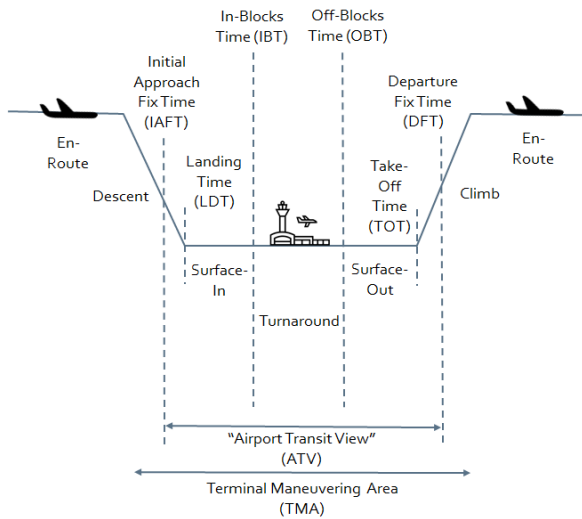 In-Blocks
Time (IBT)
Off-Blocks
Time (OBT)
Initial
Approach
Fix Time
(IAFT)
Departure
Fix Time
(DFT)
En-
Route
En-
Route
Descent
Landing
Time
(LDT)
Take-
Off
Time
(TOT)
Climb
Surface-
In
Surface-
Out
Turnaround
"Airport Transit View"
(ATV)
Terminal Maneuvering Area
(TMA)